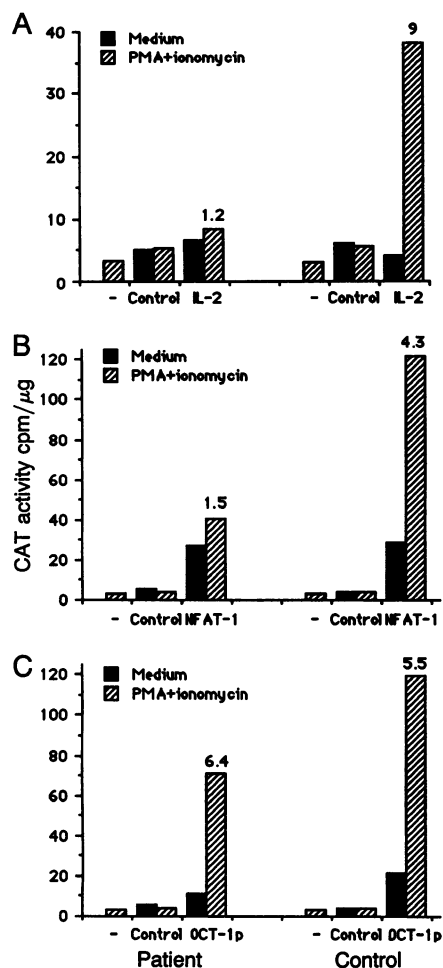 A
40
Medium
PMA+ionomycin
9
30
20
10
1.2
0
- Control IL-2
- Control IL-2
B
120
Medium
PMA+ionomycin
4.3
100
80
60
1.5
40
20
0
- Control NFAT-1
- Control NFAT-1
CAT activity cpm/µg
C
120
Medium
PMA+ionomycin
5.5
100
80
6.4
60
40
20
0
- Control OCT-1p
- Control OCT-1p
Patient
Control